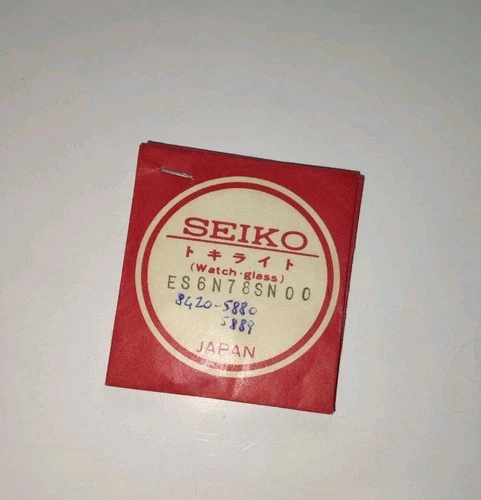 SEIKO
トキライト
(Watch·glass)
ES6N78SN00
8420-5880
5889
JAPAN